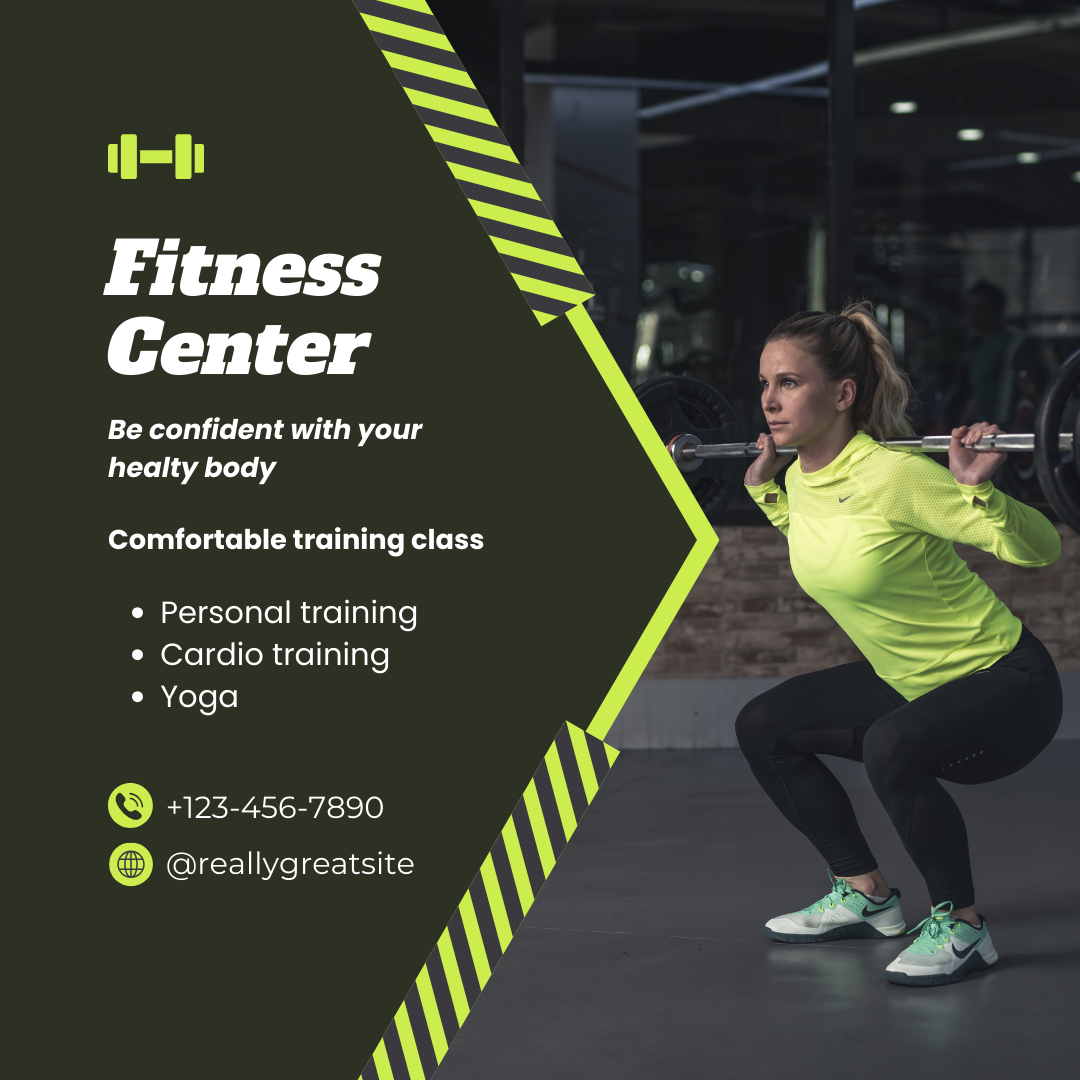 Fitness
Center
Be confident with your
healty body
Comfortable training class
• Personal training
• Cardio training
• Yoga
+123-456-7890
@reallygreatsite